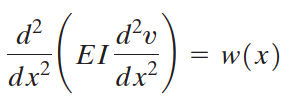 d²/dx² (EI d²v/dx²) = w(x)